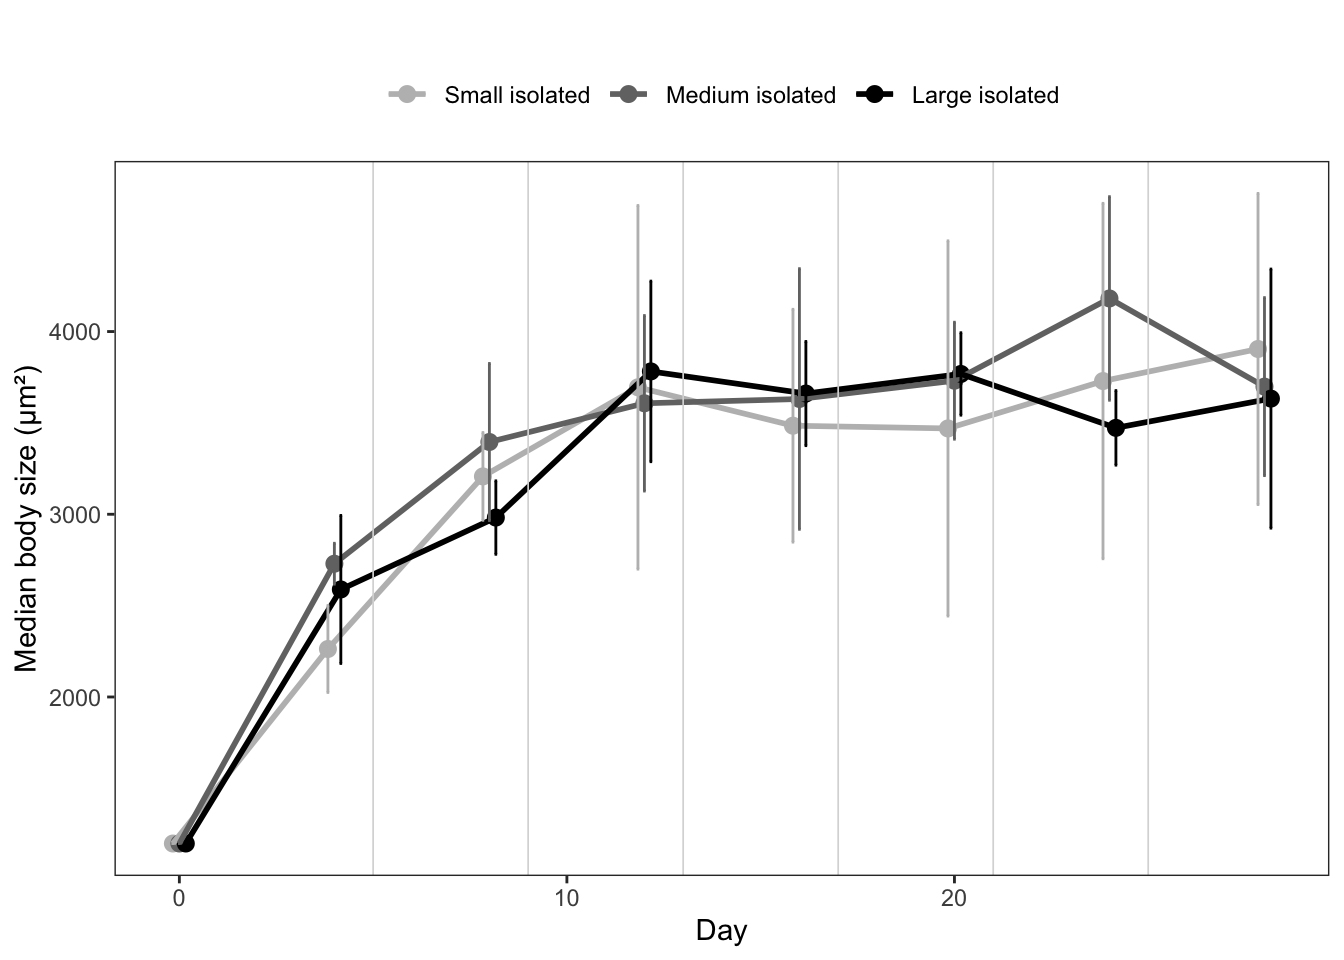 Small isolated Medium isolated Large isolated
Median body size (μm²)
4000
3000
2000
0 10 20
Day